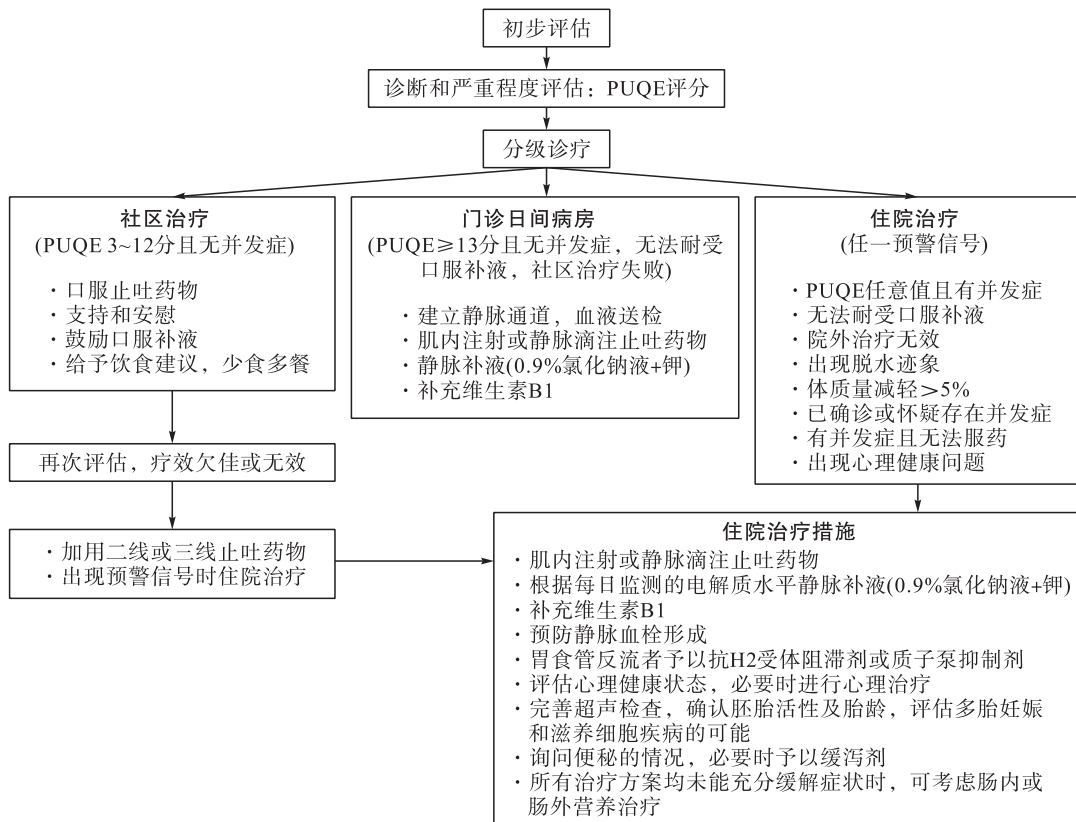 初步评估
诊断和严重程度评估：PUQE评分
分级诊疗
社区治疗
(PUQE 3~12分且无并发症)
·口服止吐药物
·支持和安慰
·鼓励口服补液
·给予饮食建议，少食多餐
门诊日间病房
(PUQE≥13分且无并发症，无法耐受
口服补液，社区治疗失败)
·建立静脉通道，血液送检
·肌内注射或静脉滴注止吐药物
·静脉补液(0.9%氯化钠液+钾)
·补充维生素B1
住院治疗
(任一预警信号)
·PUQE任意值且有并发症
·无法耐受口服补液
·院外治疗无效
·出现脱水迹象
·体质量减轻>5%
·已确诊或怀疑存在并发症
·有并发症且无法服药
·出现心理健康问题
再次评估，疗效欠佳或无效
·加用二线或三线止吐药物
·出现预警信号时住院治疗
住院治疗措施
·肌内注射或静脉滴注止吐药物
·根据每日监测的电解质水平静脉补液(0.9%氯化钠液+钾)
·补充维生素B1
·预防静脉血栓形成
·胃食管反流者予以抗H2受体阻滞剂或质子泵抑制剂
·评估心理健康状态，必要时进行心理治疗
·完善超声检查，确认胚胎活性及胎龄，评估多胎妊娠
和滋养细胞疾病的可能
·询问便秘的情况，必要时予以缓泻剂
·所有治疗方案均未能充分缓解症状时，可考虑肠内或
肠外营养治疗